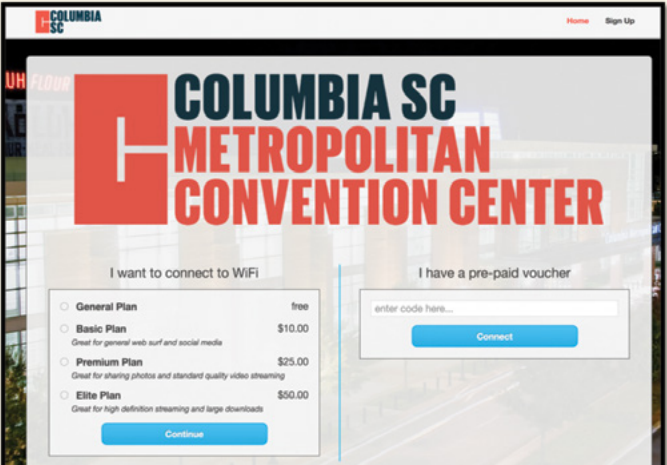 COLUMBIA
SC
Home Sign Up
UH FLOUR
COLUMBIA SC
METROPOLITAN
CONVENTION CENTER
I want to connect to WiFi
General Plan free
Basic Plan $10.00
Great for general web surf and social media
Premium Plan $25.00
Great for sharing photos and standard quality video streaming
Elite Plan $50.00
Great for high definition streaming and large downloads
Continue
I have a pre-paid voucher
enter code here...
Connect